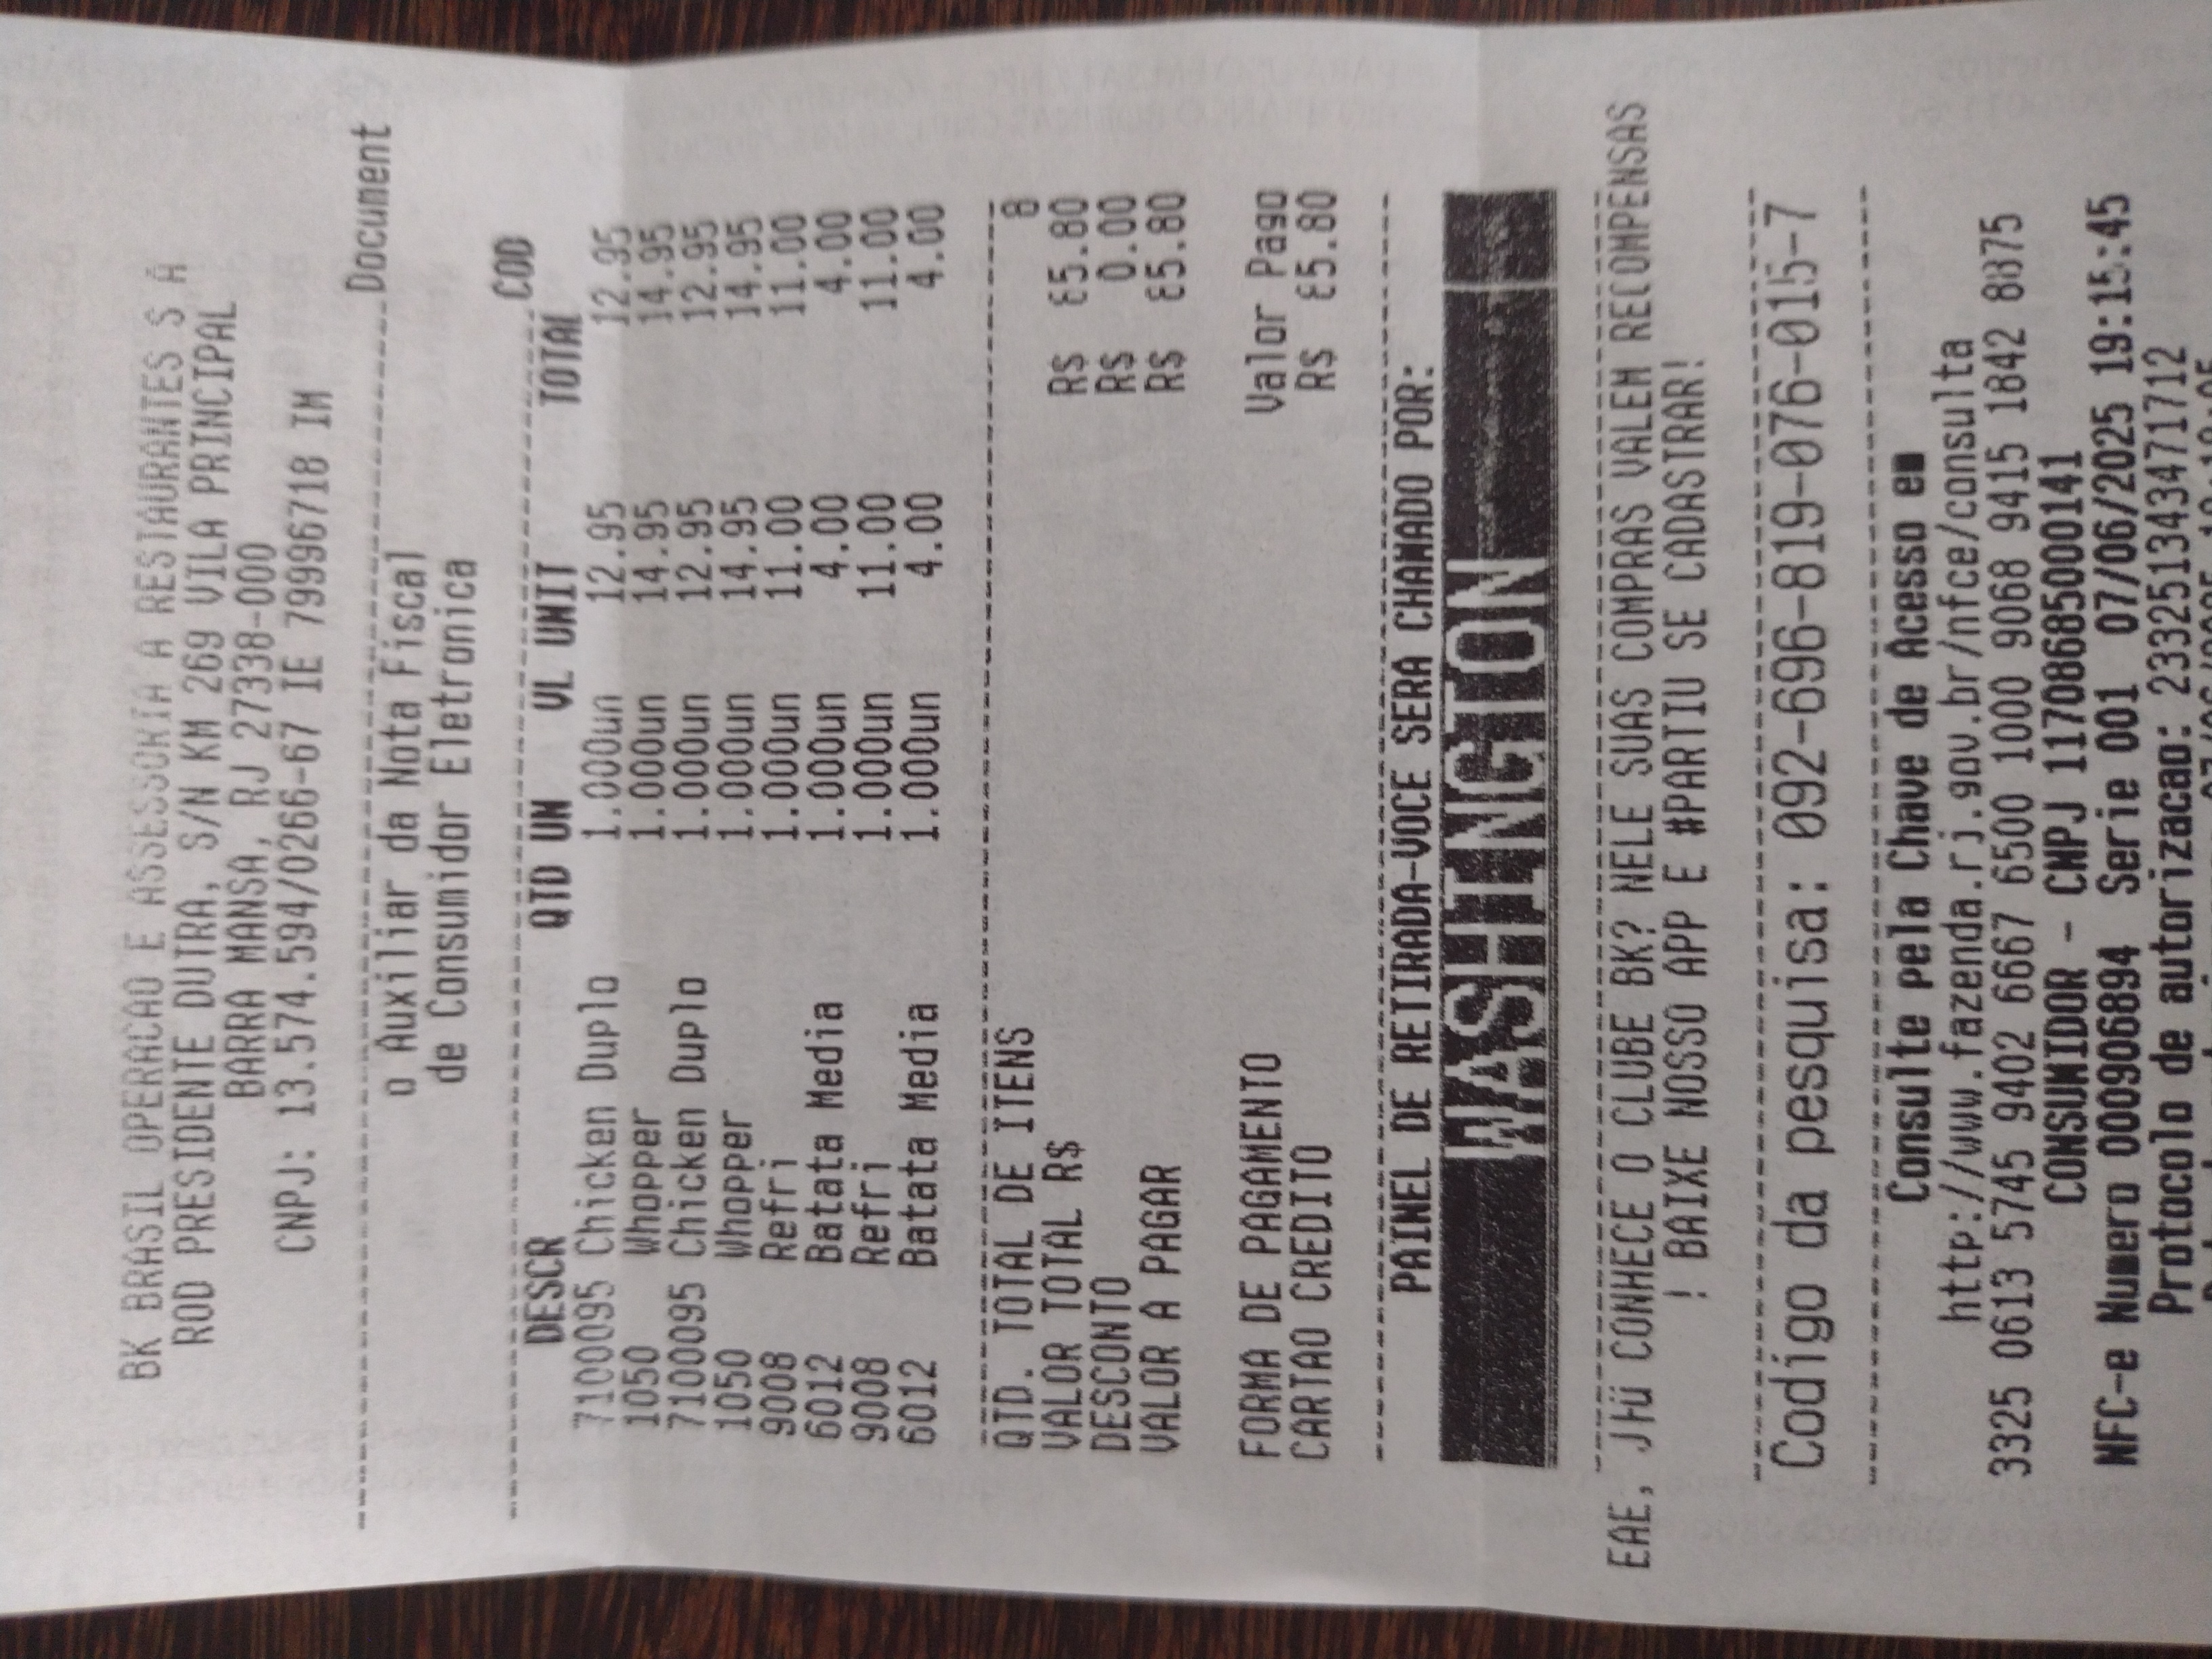 BK BRASIL OPERACAO E ASSESSORIA A RESTAURANTES S A
ROD PRESIDENTE DUTRA, S/N KM 269 VILA PRINCIPAL
BARRA MANSA, RJ 27338-000
CNPJ: 13.574.594/0266-67 IE 79996718 IM
Document
o Auxiliar da Nota Fiscal
de Consumidor Eletronica
COD
DESCR QTD UN VL UNIT TOTAL
7100095 Chicken Duplo 1.000un 12.95 12.95
1050 Whopper 1.000un 14.95 14.95
7100095 Chicken Duplo 1.000un 12.95 12.95
1050 Whopper 1.000un 14.95 14.95
9008 Refri 1.000un 11.00 11.00
6012 Batata Media 1.000un 4.00 4.00
9008 Refri 1.000un 11.00 11.00
6012 Batata Media 1.000un 4.00 4.00
QTD. TOTAL DE ITENS 8
VALOR TOTAL R$ R$ 85.80
DESCONTO R$ 0.00
VALOR A PAGAR R$ 85.80
FORMA DE PAGAMENTO Valor Pago
CARTAO CREDITO R$ 85.80
PAINEL DE RETIRADA-VOCE SERA CHAMADO POR:
WASHINGTON
EAE, CONHECE O CLUBE BK? NELE SUAS COMPRAS VALEM RECOMPENSAS
! BAIXE NOSSO APP E #PARTIU SE CADASTRAR!
Codigo da pesquisa: 092-696-819-076-015-7
Consulte pela Chave de Acesso em
http://www.fazenda.rj.gov.br/nfce/consulta
3325 0613 5745 9402 6667 6500 1000 9068 9415 1842 8875
CONSUMIDOR - CNPJ 11708685000141
NFC-e Numero 000906894 Serie 001 07/06/2025 19:15:45
Protocolo de autorizacao: 233251343471712